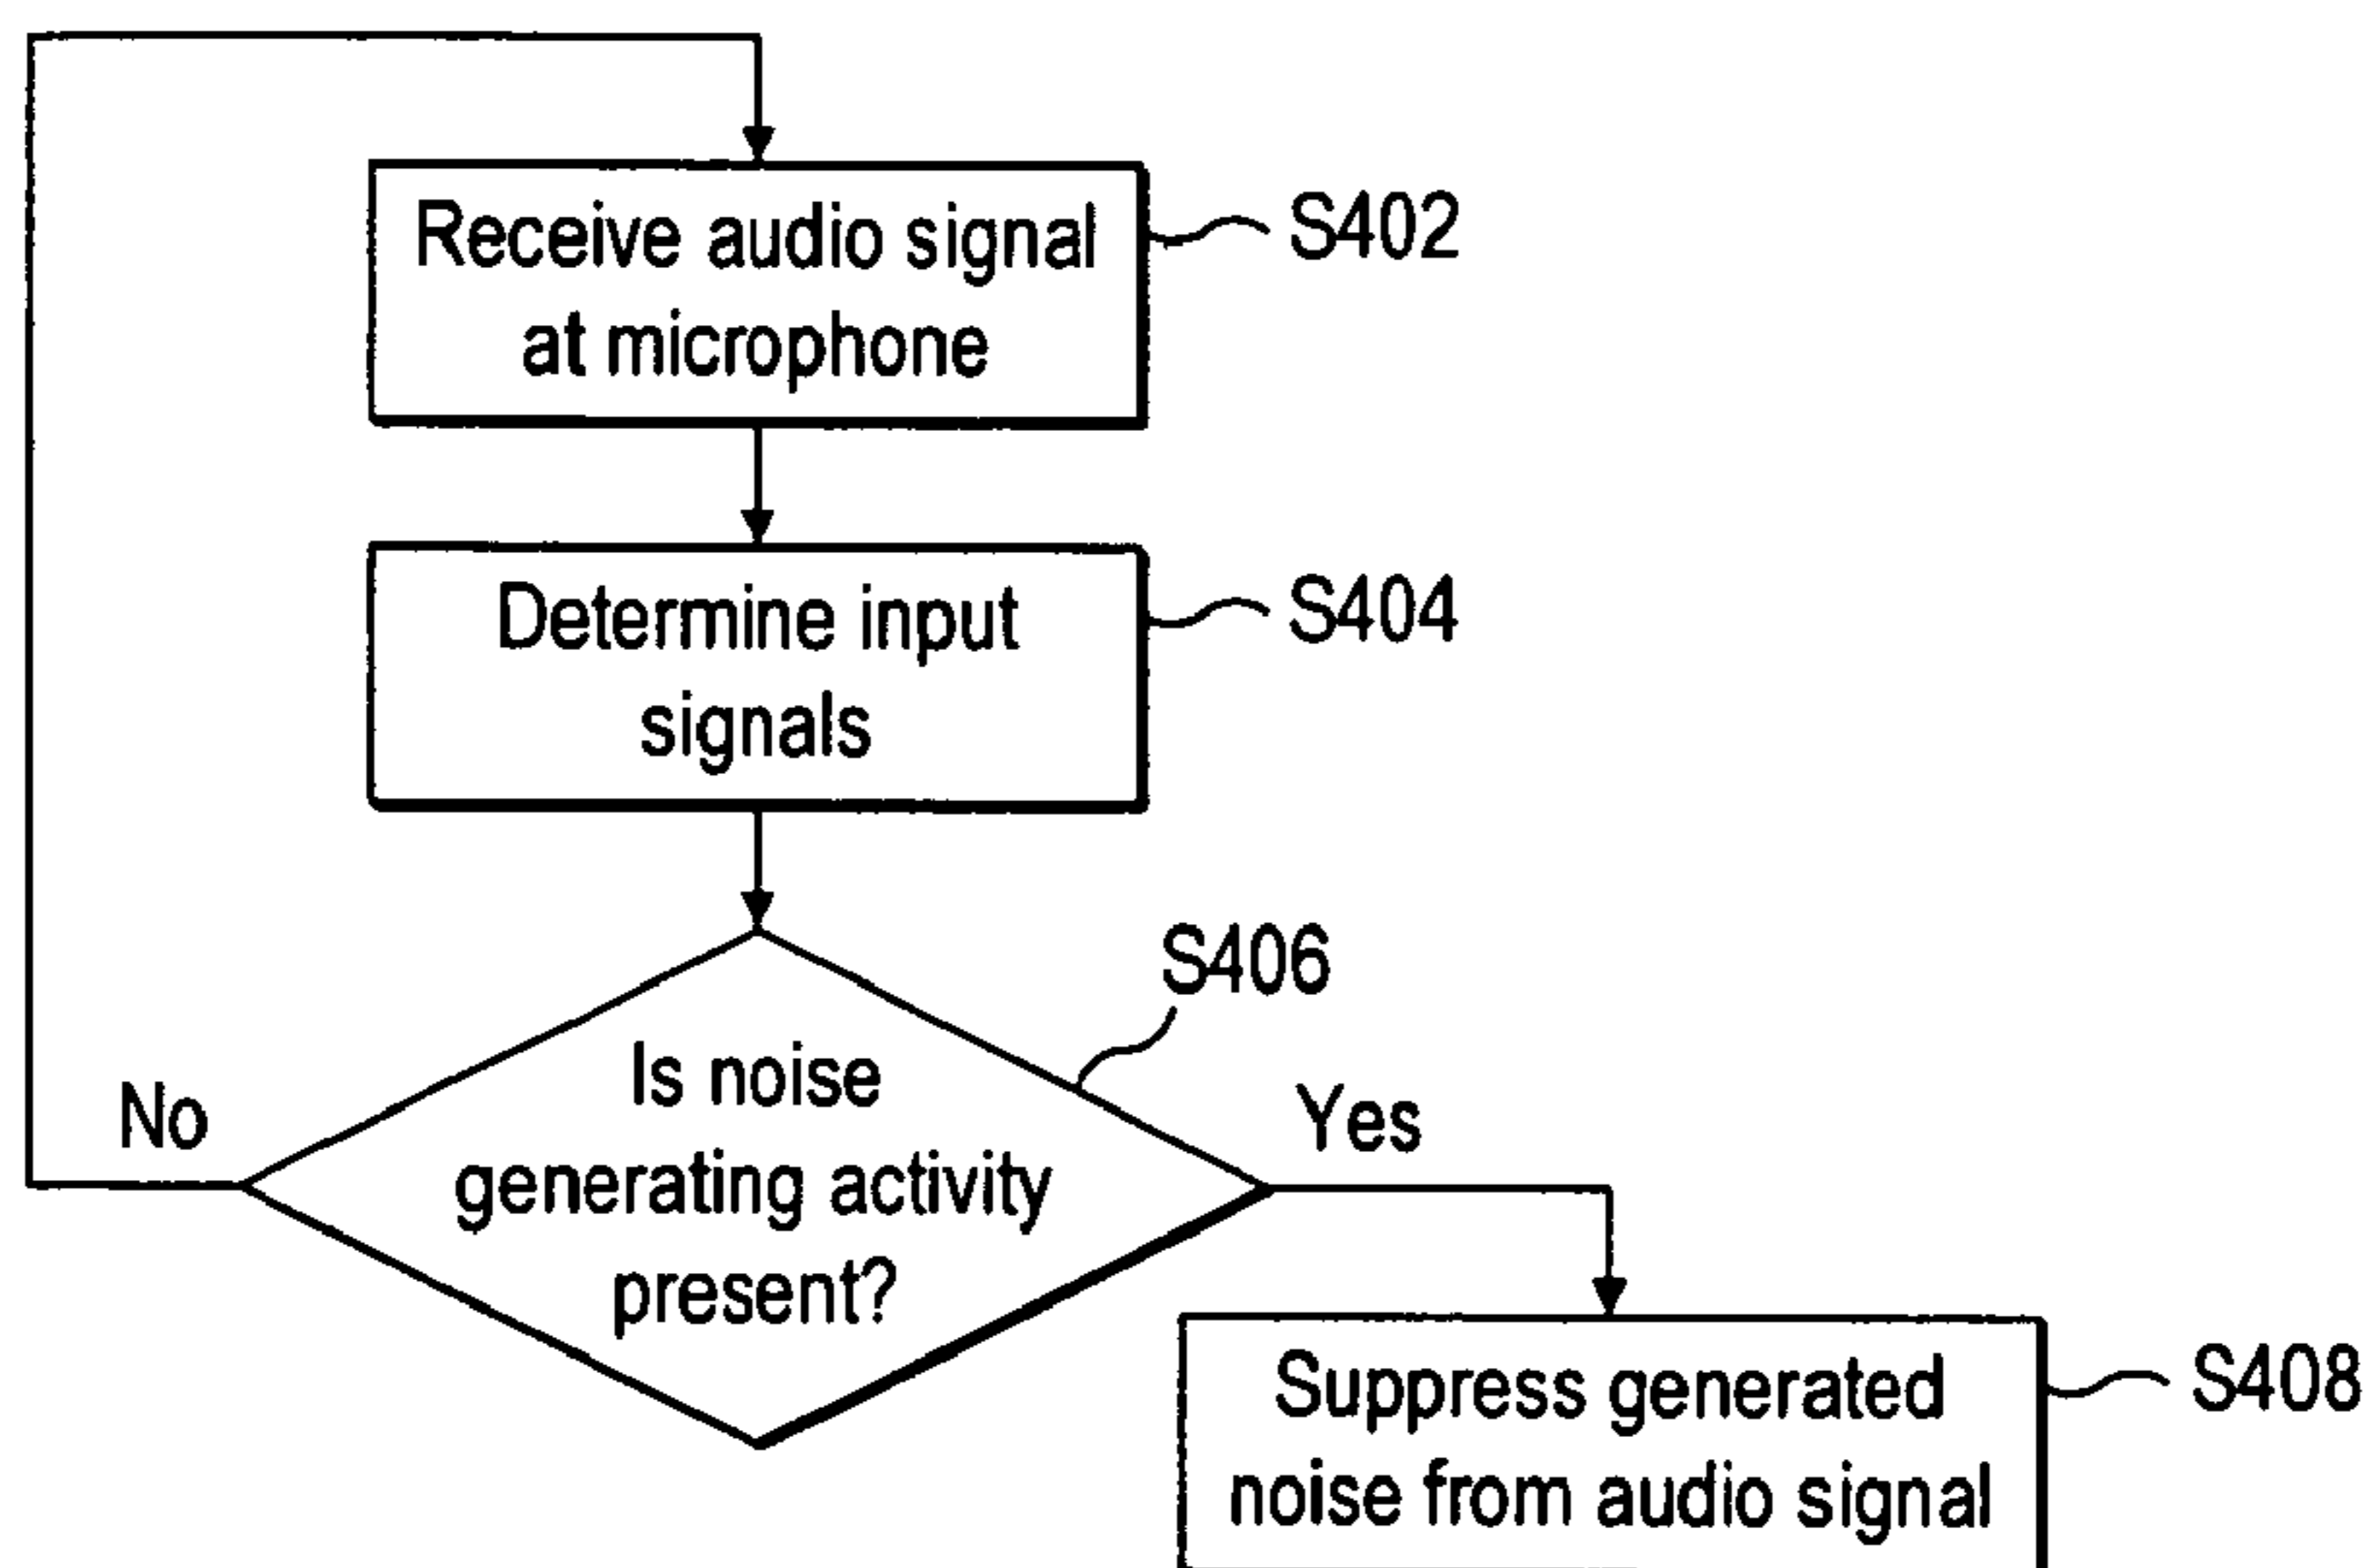 Receive audio signal
at microphone
S402
Determine input
signals
S404
S406
Is noise
generating activity
present?
No
Yes
Suppress generated
noise from audio signal
S408